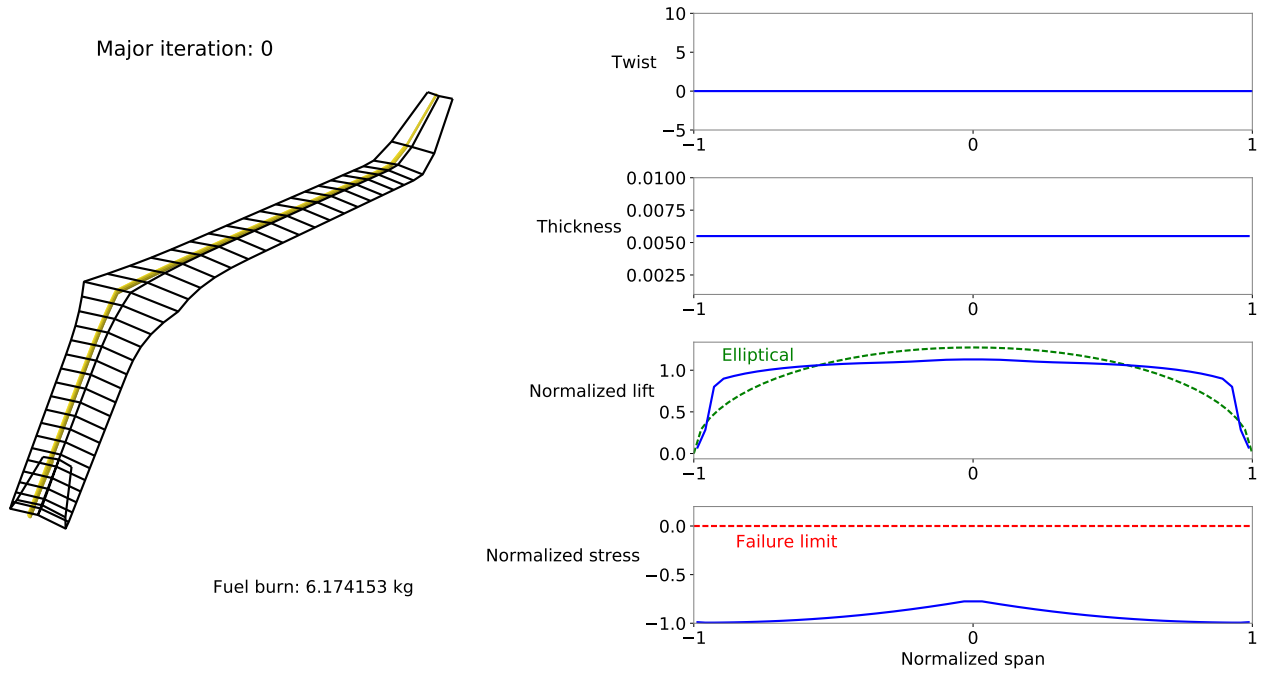 Major iteration: 0
Fuel burn: 6.174153 kg
Twist
10
5
0
−5
−1 0 1
Thickness
0.0100
0.0075
0.0050
0.0025
−1 0 1
Normalized lift
Elliptical
1.0
0.5
0.0
−1 0 1
Normalized stress
0.0
Failure limit
−0.5
−1.0
−1 0 1
Normalized span